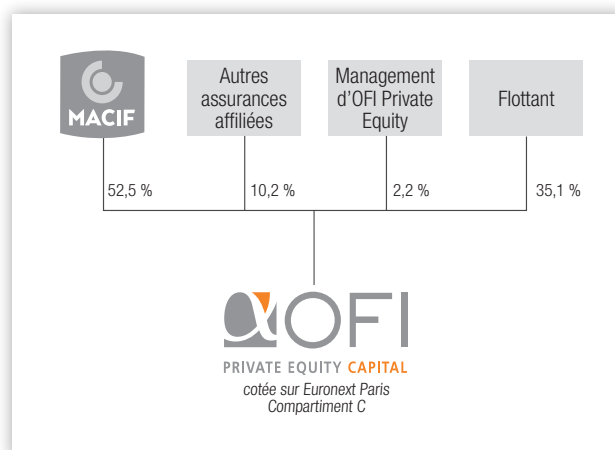 MACIF
Autres
assurances
affiliées
Management
d'OFI Private
Equity
Flottant
52,5 %
10,2 %
2,2 %
35,1 %
αOFI
PRIVATE EQUITY CAPITAL
cotée sur Euronext Paris
Compartiment C